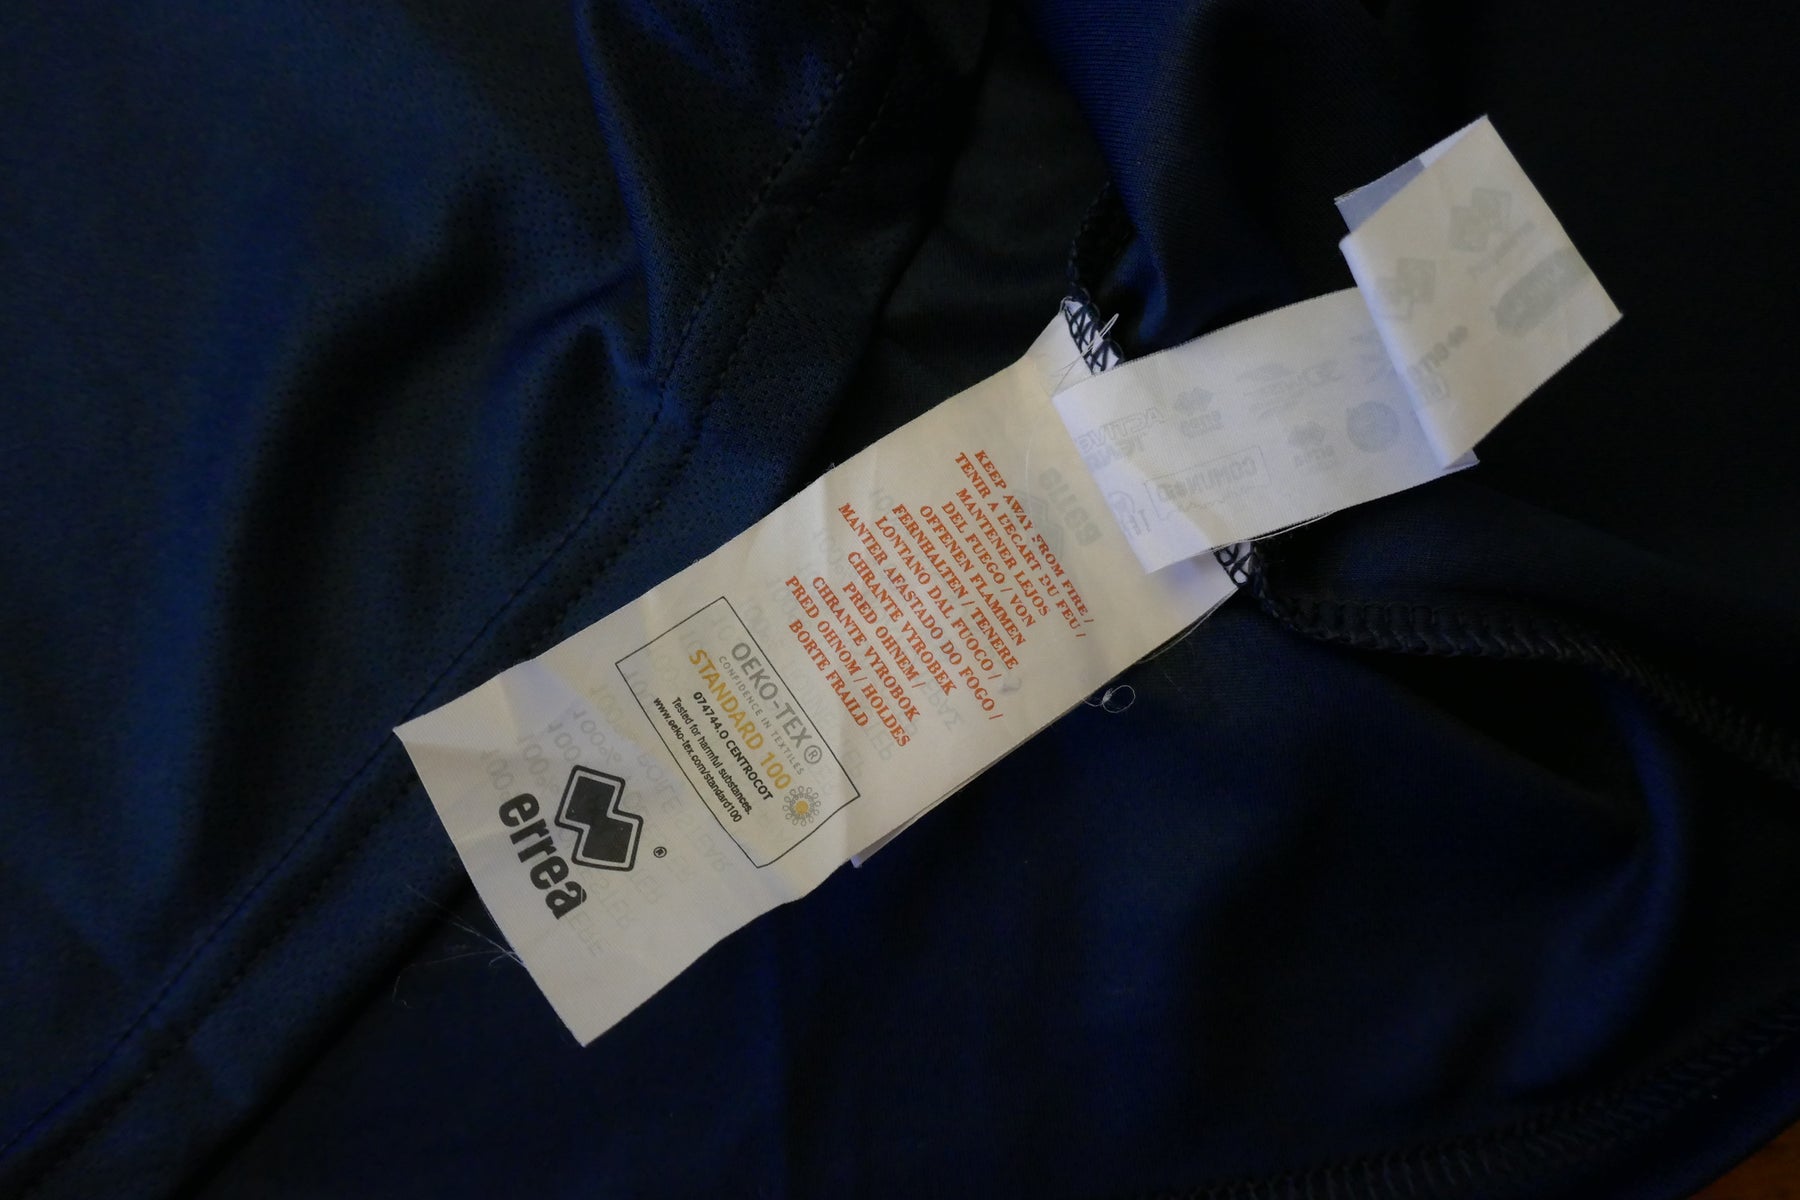 KEEP AWAY FROM FIRE /
TENIR A L'ECART DU FEU /
MANTENER LEJOS
DEL FUEGO / VON
OFFENEN FLAMMEN
FERNHALTEN / TENERE
LONTANO DAL FUOCO /
MANTER AFASTADO DO FOGO /
CHRANTE VYROBEK
PRED OHNEM /
CHRANTE VYROBOK
PRED OHNOM / HOLDES
BORTE FRA ILD
OEKO-TEX®
CONFIDENCE IN TEXTILES
STANDARD 100
074744.O CENTROCOT
Tested for harmful substances.
www.oeko-tex.com/standard100
®
errea